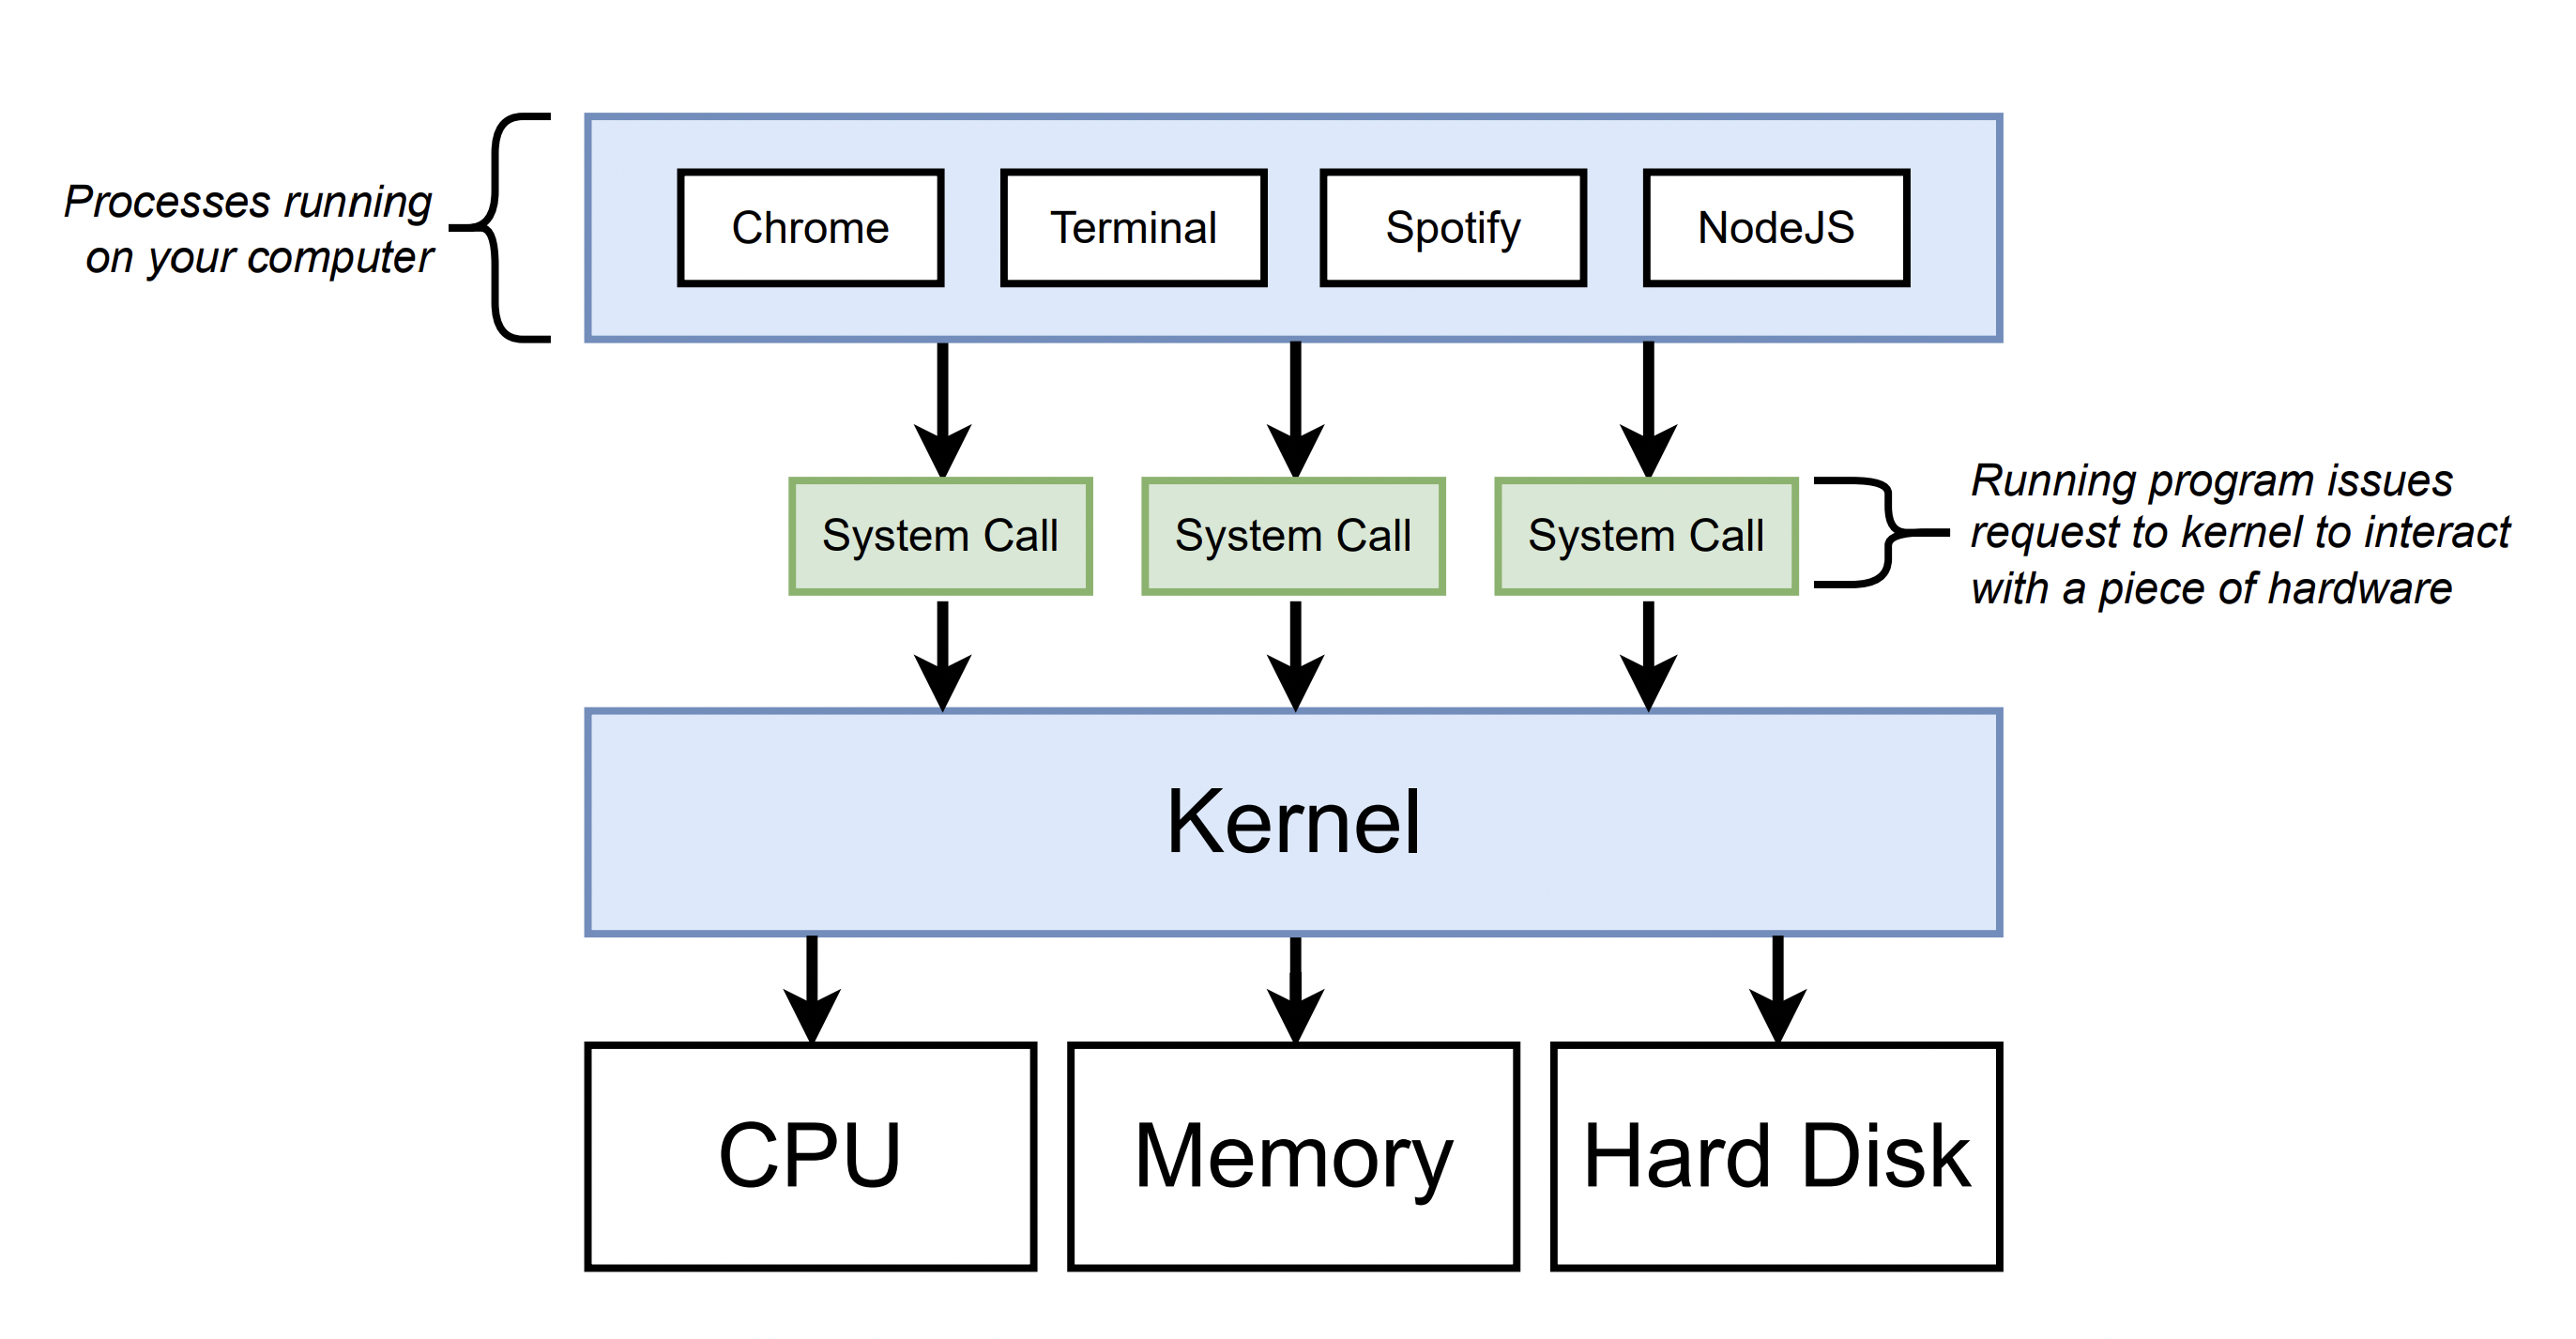 Processes running
on your computer
Chrome
Terminal
Spotify
NodeJS
System Call
System Call
System Call
Running program issues
request to kernel to interact
with a piece of hardware
Kernel
CPU
Memory
Hard Disk